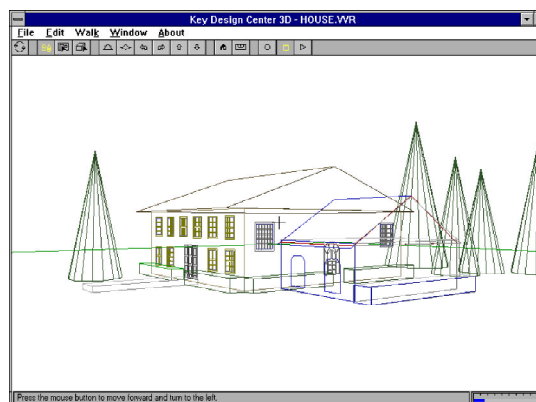 Key Design Center 3D - HOUSE.VVR
File Edit Walk Window About
Press the mouse button to move forward and turn to the left.